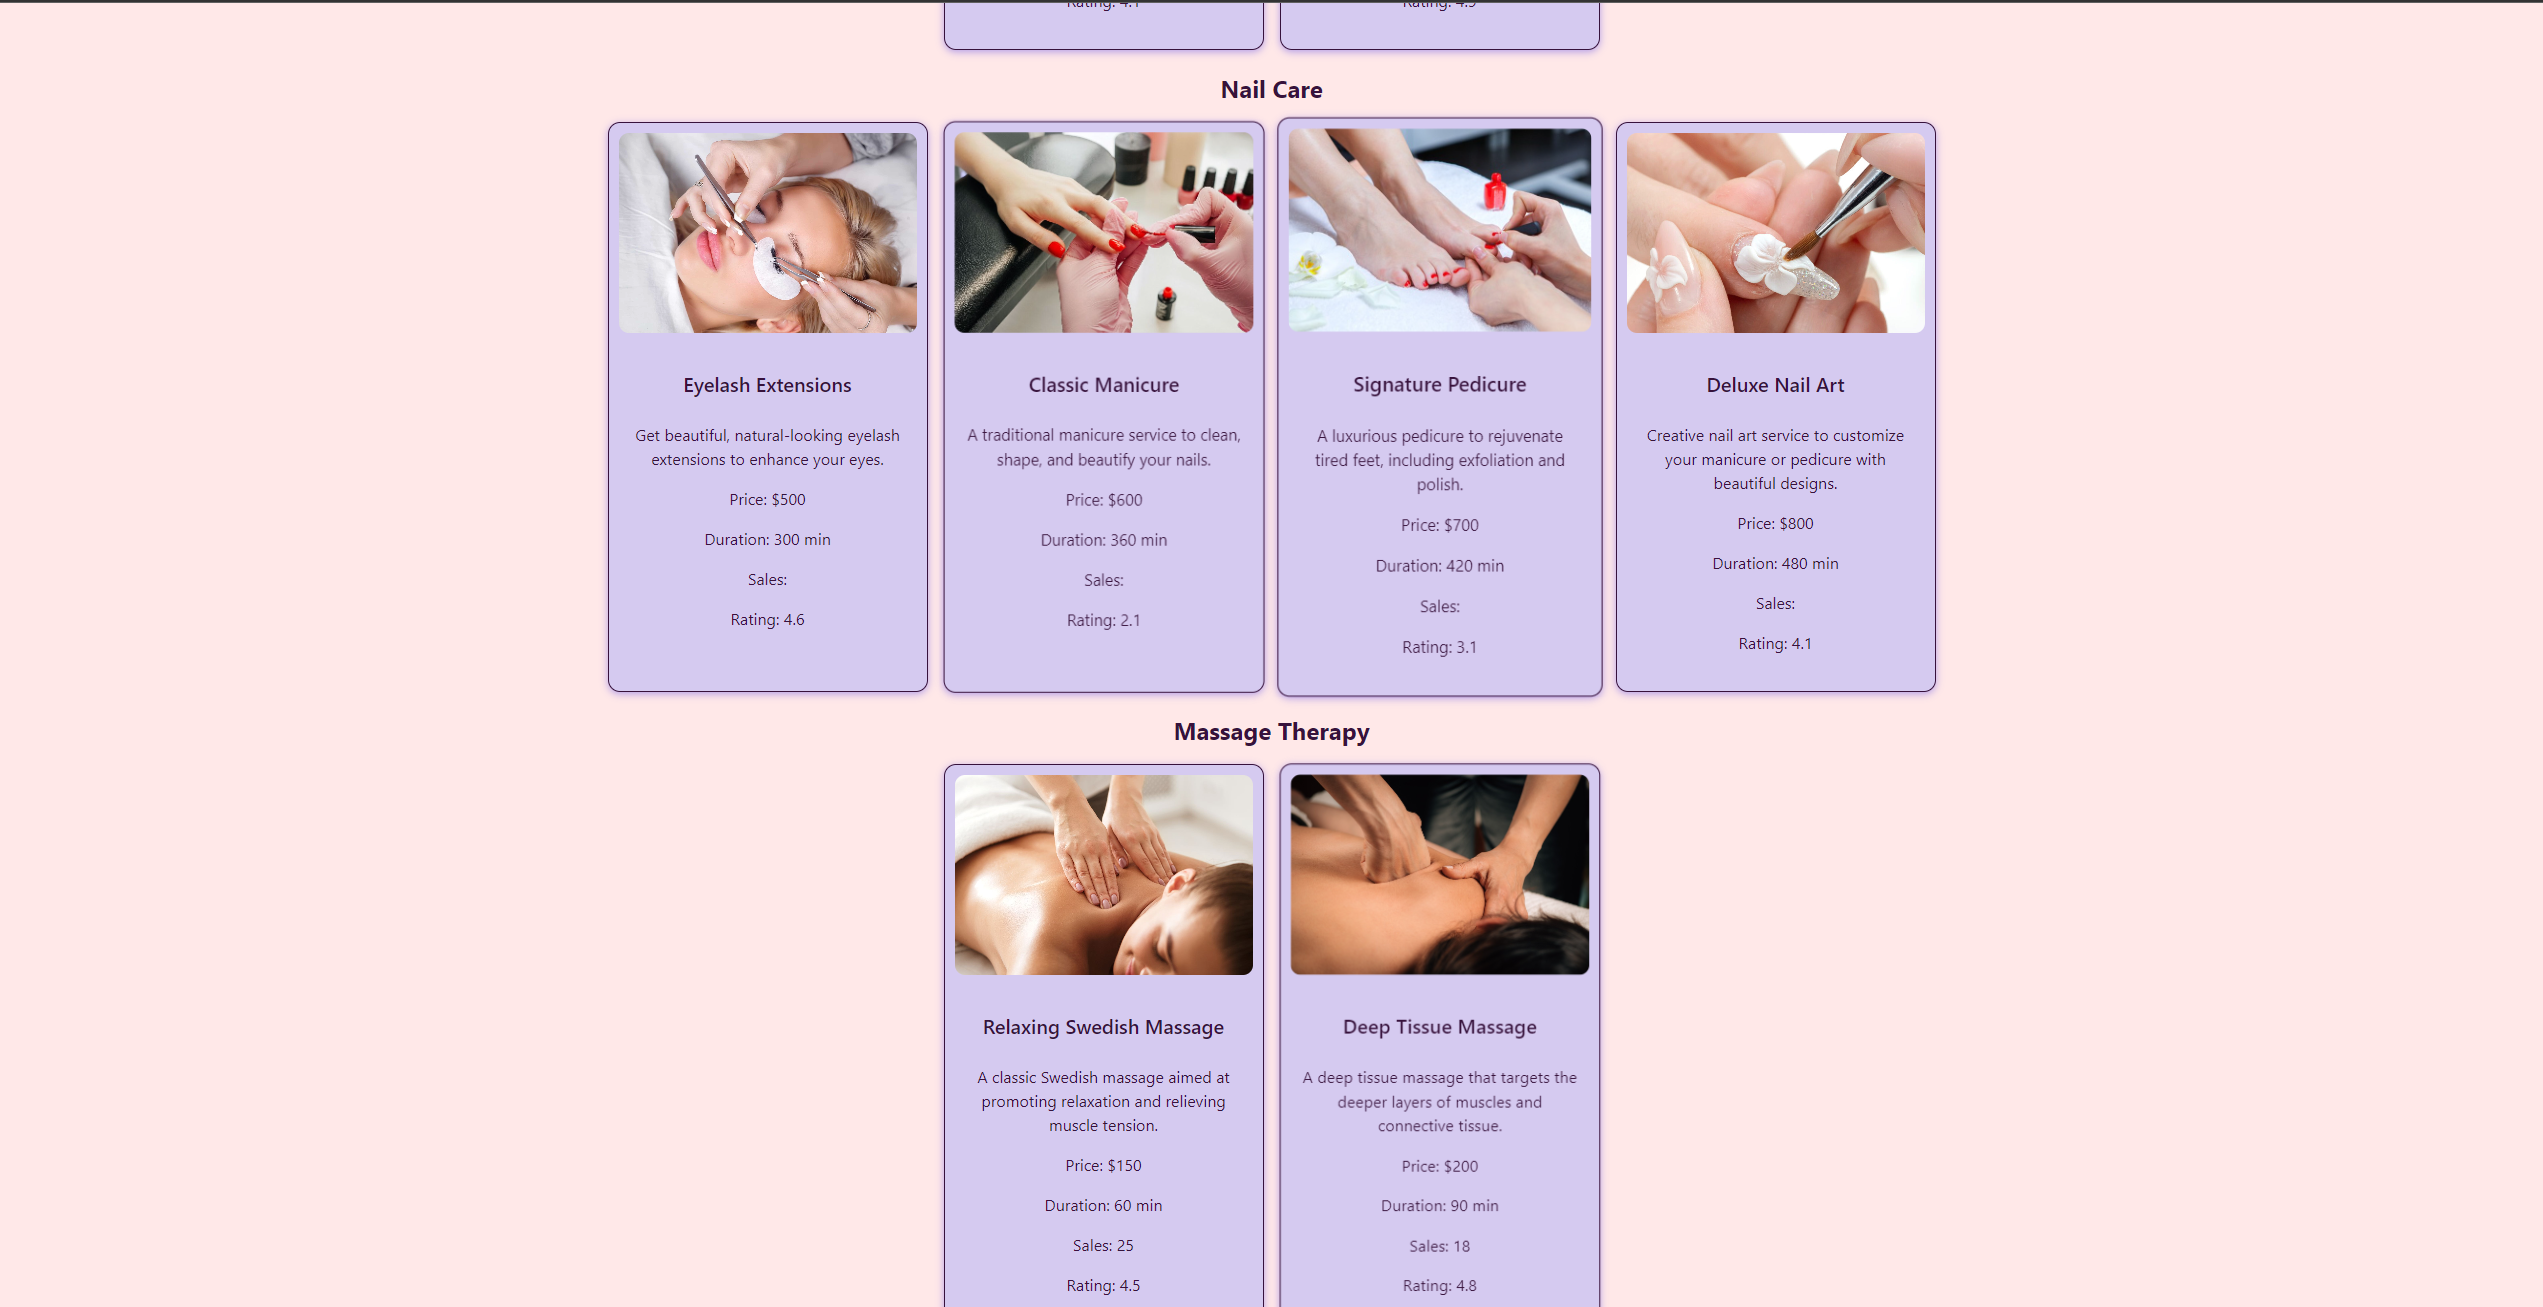 Nail Care
Eyelash Extensions
Get beautiful, natural-looking eyelash
extensions to enhance your eyes.
Price: $500
Duration: 300 min
Sales:
Rating: 4.6
Classic Manicure
A traditional manicure service to clean,
shape, and beautify your nails.
Price: $600
Duration: 360 min
Sales:
Rating: 2.1
Signature Pedicure
A luxurious pedicure to rejuvenate
tired feet, including exfoliation and
polish.
Price: $700
Duration: 420 min
Sales:
Rating: 3.1
Deluxe Nail Art
Creative nail art service to customize
your manicure or pedicure with
beautiful designs.
Price: $800
Duration: 480 min
Sales:
Rating: 4.1
Massage Therapy
Relaxing Swedish Massage
A classic Swedish massage aimed at
promoting relaxation and relieving
muscle tension.
Price: $150
Duration: 60 min
Sales: 25
Rating: 4.5
Deep Tissue Massage
A deep tissue massage that targets the
deeper layers of muscles and
connective tissue.
Price: $200
Duration: 90 min
Sales: 18
Rating: 4.8